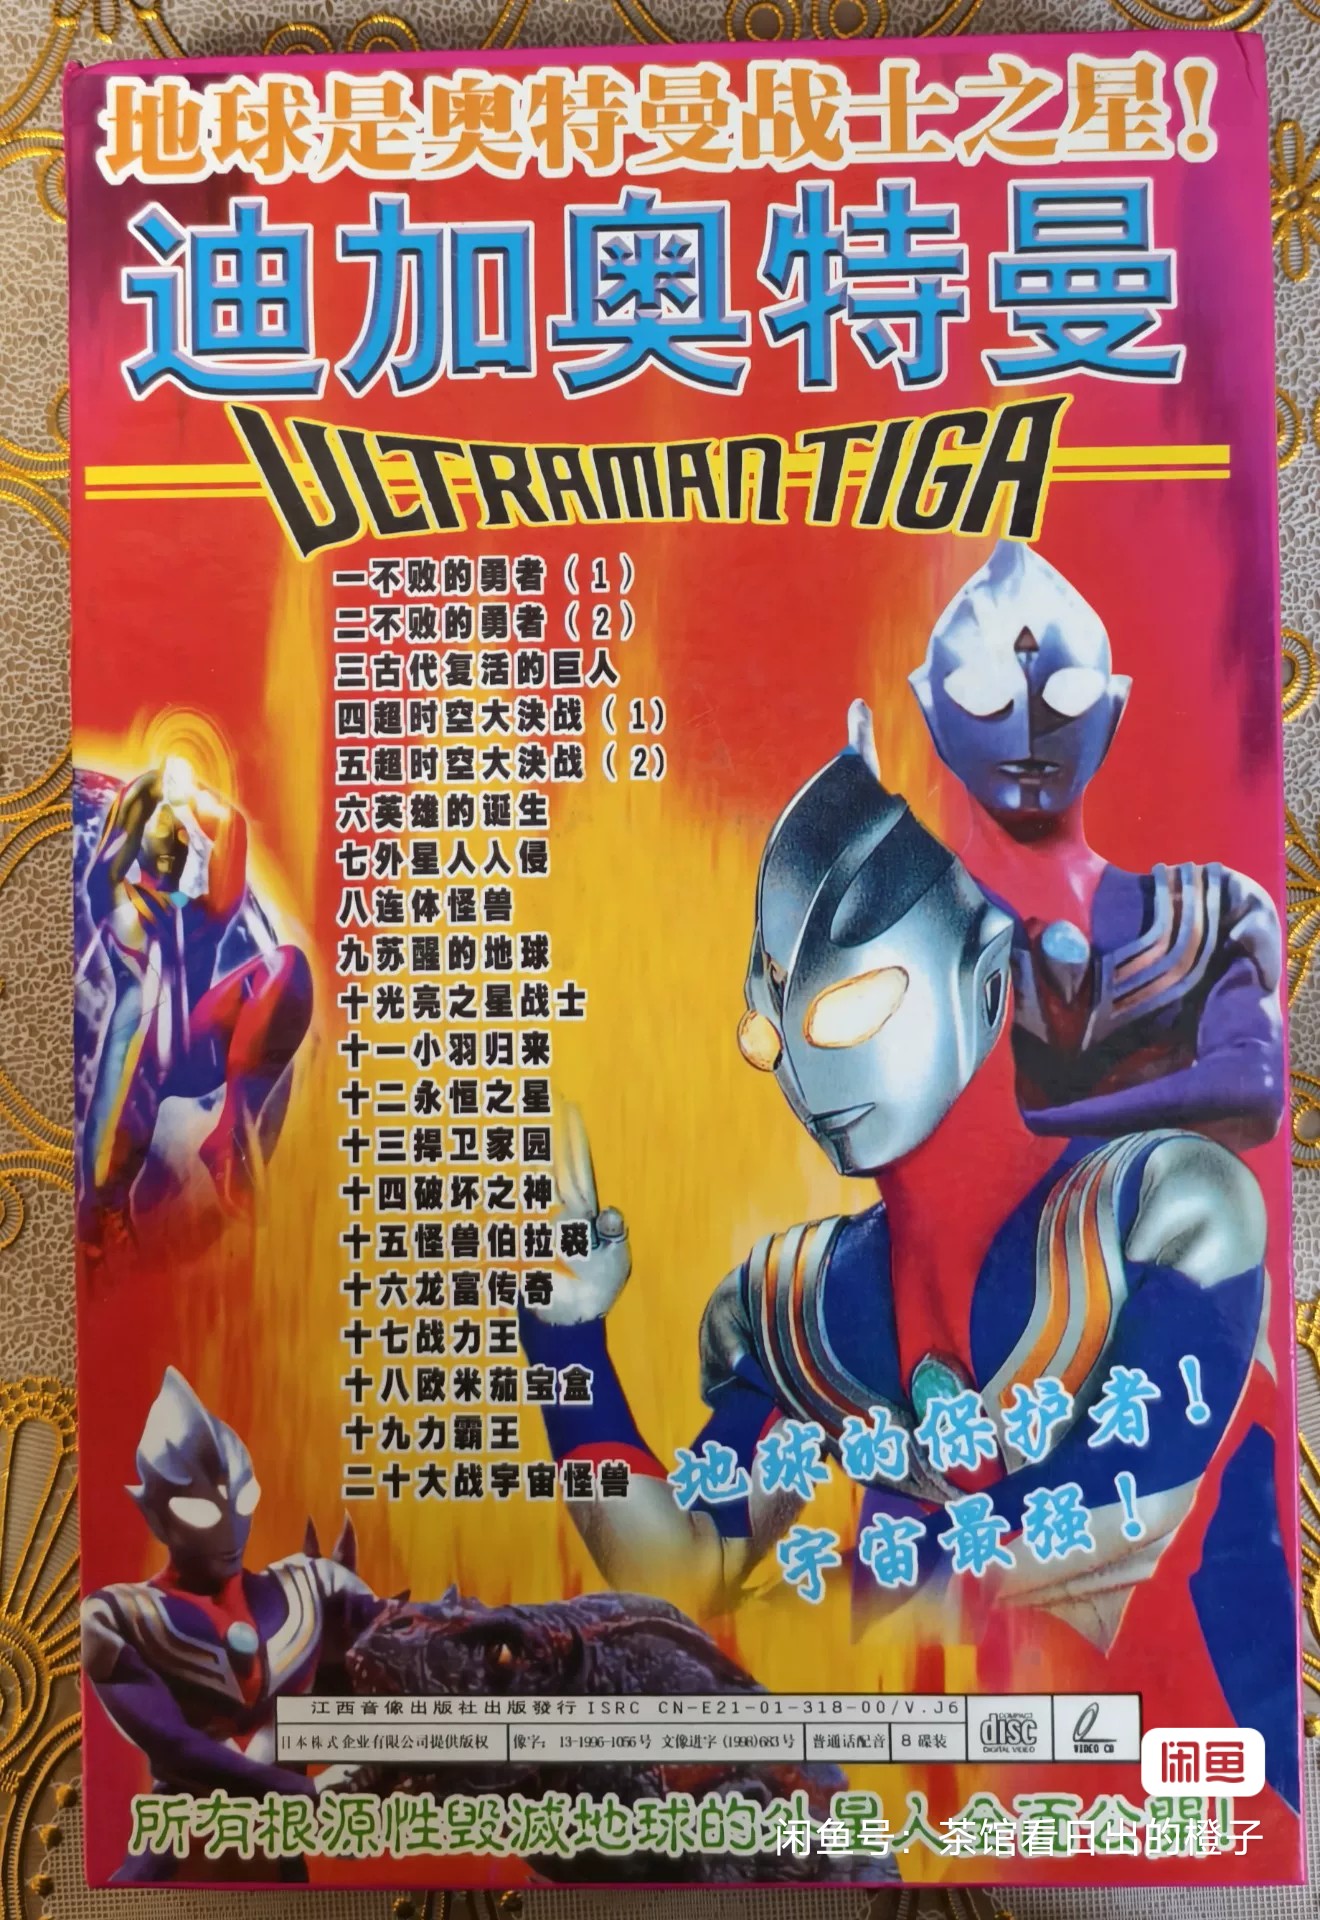 地球是奥特曼战士之星！
迪加奥特曼
ULTRAMAN TIGA
一不败的勇者（1）
二不败的勇者（2）
三古代复活的巨人
四超时空大决战（1）
五超时空大决战（2）
六英雄的诞生
七外星人入侵
八连体怪兽
九苏醒的地球
十光亮之星战士
十一小羽归来
十二永恒之星
十三捍卫家园
十四破坏之神
十五怪兽伯拉裘
十六龙富传奇
十七战力王
十八欧米茄宝盒
十九力霸王
二十大战宇宙怪兽
地球的保护者！
宇宙最强！
江西音像出版社出版發行 ISRC CN-E21-01-318-00/V.J6
日本株式企业有限公司提供版权
像字：13-1996-1056号 文像进字(1998)683号
普通话配音
8碟装
COMPACT disc DIGITAL VIDEO
VIDEO CD
闲鱼
所有根源性毁滅地球的外星人全面公開！
闲鱼号：茶馆看日出的橙子